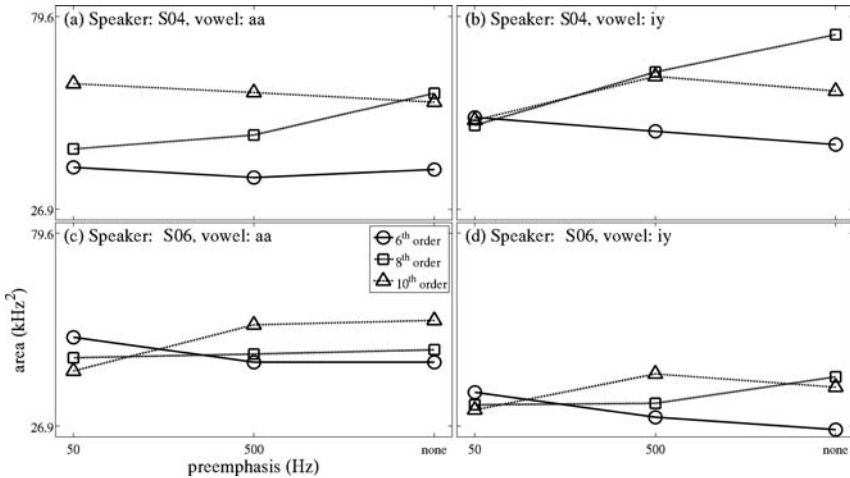 (a) Speaker: S04, vowel: aa
79.6
26.9
(b) Speaker: S04, vowel: iy
(c) Speaker: S06, vowel: aa
79.6
26.9
6th order
8th order
10th order
(d) Speaker: S06, vowel: iy
area (kHz²)
50 500 none
50 500 none
preemphasis (Hz)